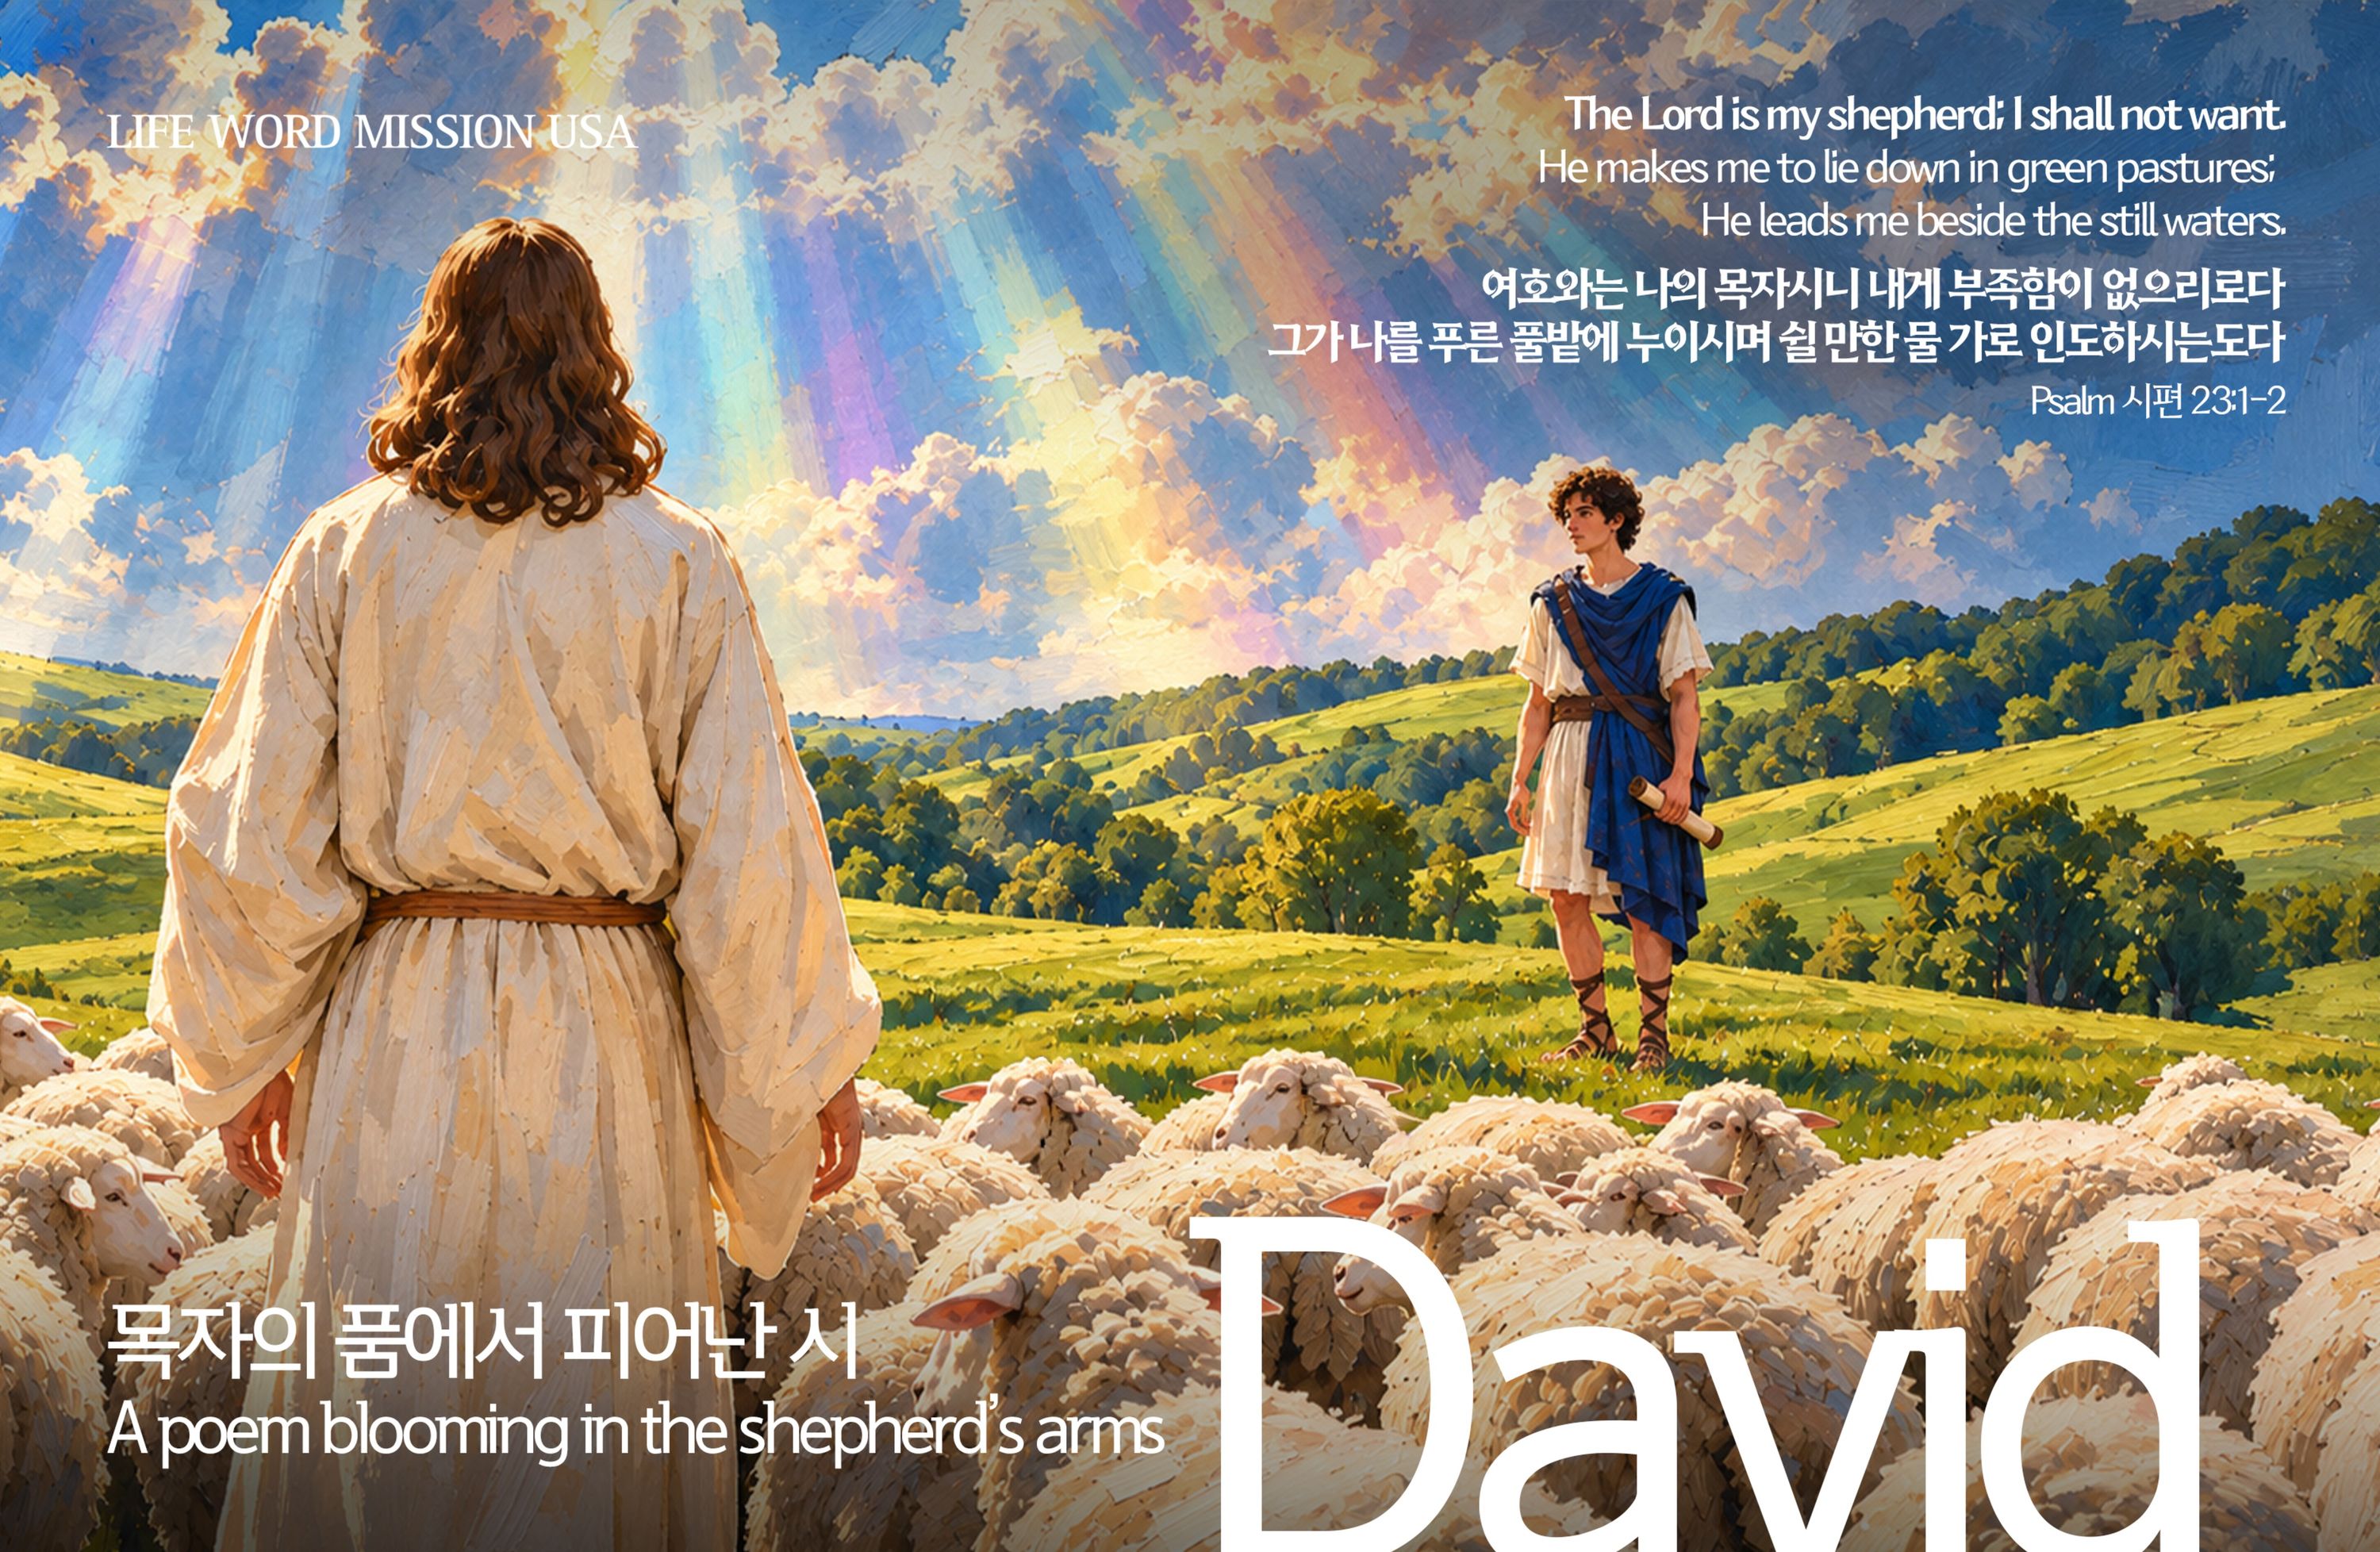 LIFE WORD MISSION USA
The Lord is my shepherd; I shall not want.
He makes me to lie down in green pastures;
He leads me beside the still waters.
여호와는 나의 목자시니 내게 부족함이 없으리로다
그가 나를 푸른 풀밭에 누이시며 쉴 만한 물 가로 인도하시는도다
Psalm 시편 23:1-2
목자의 품에서 피어난 시
A poem blooming in the shepherd's arms
David